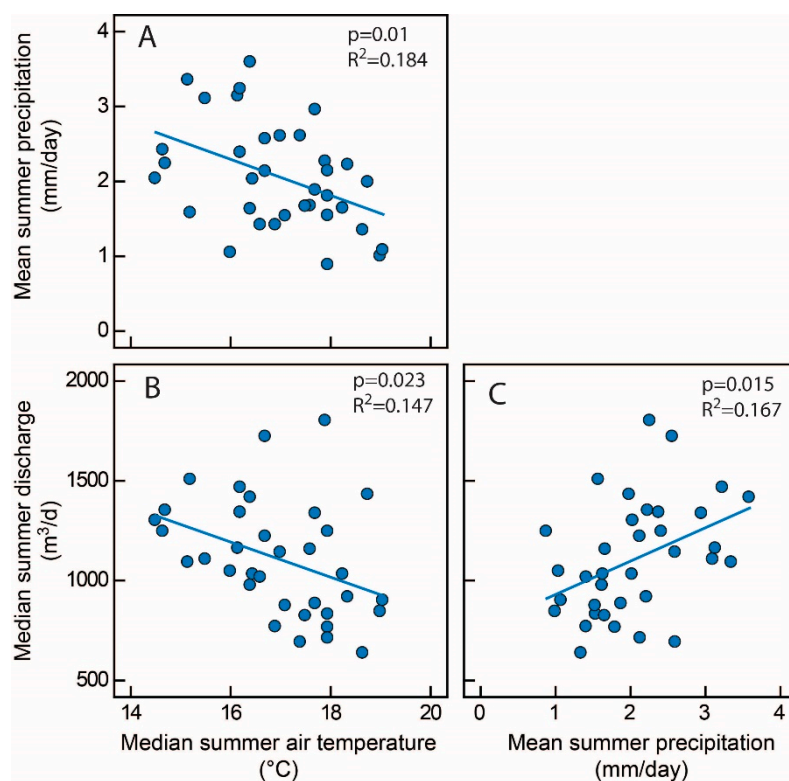 A
p=0.01
R²=0.184
4
3
2
1
0
Mean summer precipitation
(mm/day)
B
p=0.023
R²=0.147
2000
1500
1000
500
Median summer discharge
(m³/d)
14 16 18 20
Median summer air temperature
(°C)
C
p=0.015
R²=0.167
0 1 2 3 4
Mean summer precipitation
(mm/day)